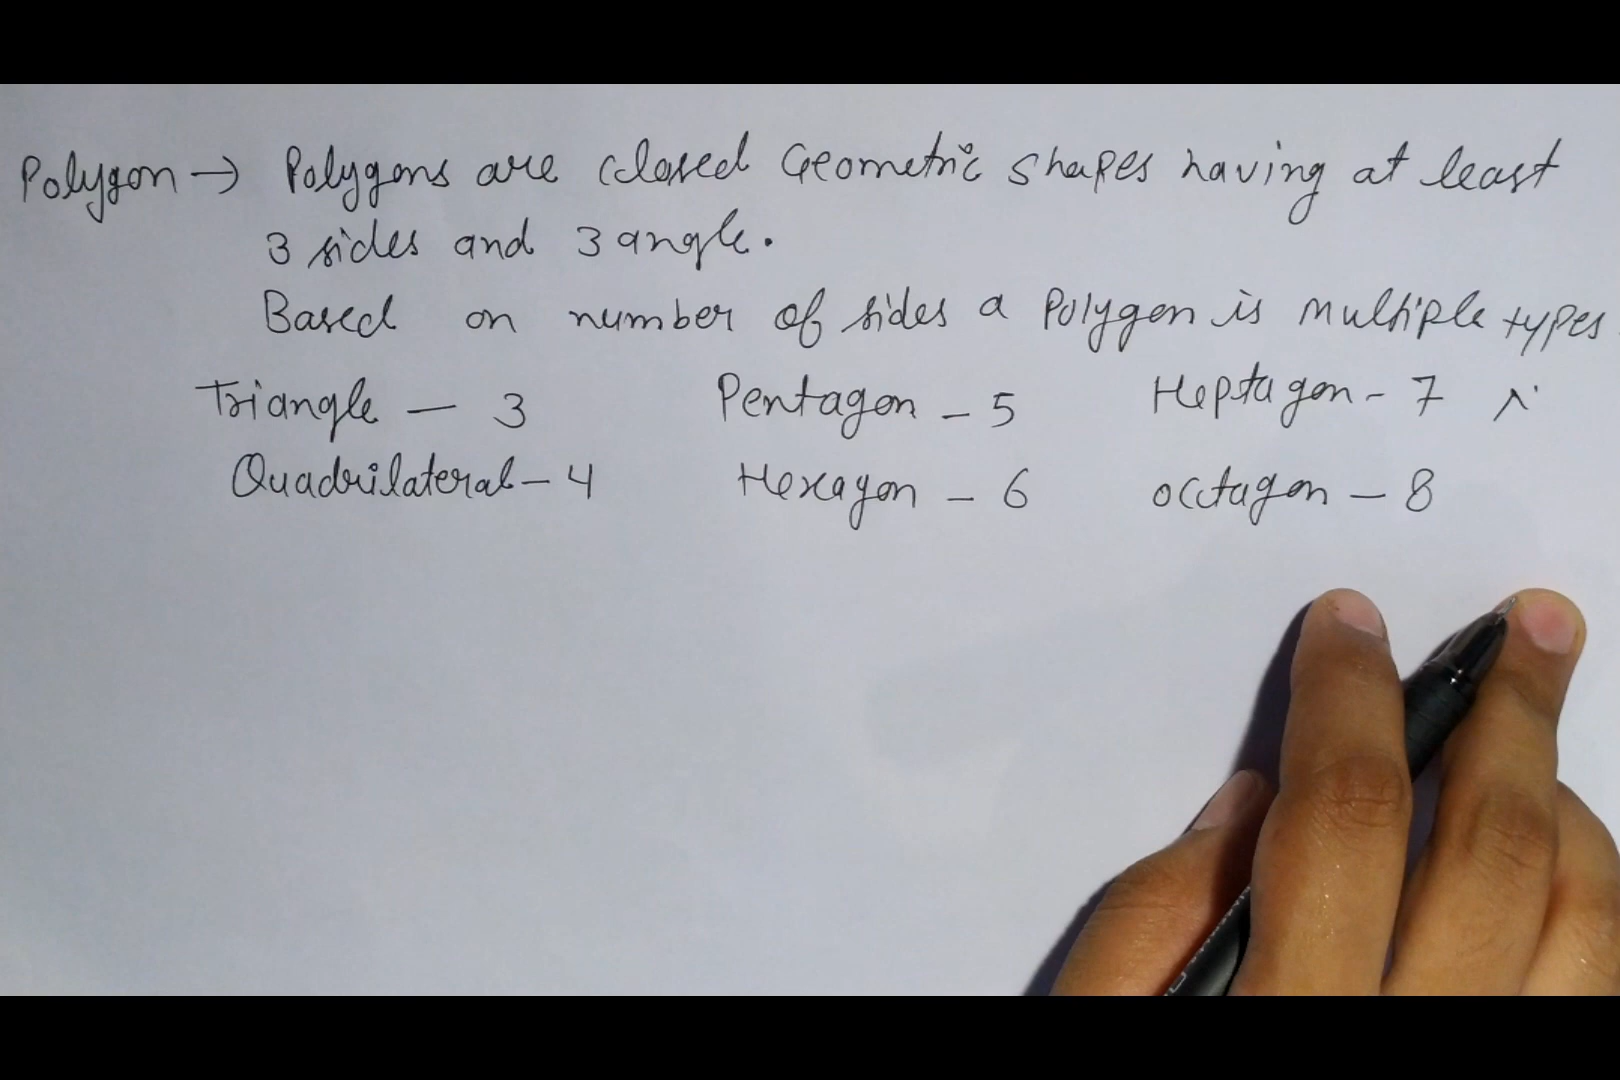 Polygon → Polygons are closed Geometric shapes having at least
3 sides and 3 angle.
Based on number of sides a Polygon is multiple types
Triangle — 3 Pentagon - 5 Heptagon - 7
Quadrilateral - 4 Hexagon - 6 octagon - 8